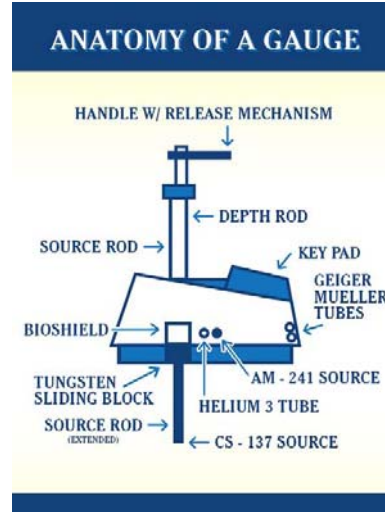 ANATOMY OF A GAUGE
HANDLE W/ RELEASE MECHANISM
DEPTH ROD
SOURCE ROD
KEY PAD
GEIGER
MUELLER
TUBES
BIOSHIELD
AM - 241 SOURCE
TUNGSTEN
SLIDING BLOCK
HELIUM 3 TUBE
SOURCE ROD
(EXTENDED)
CS - 137 SOURCE